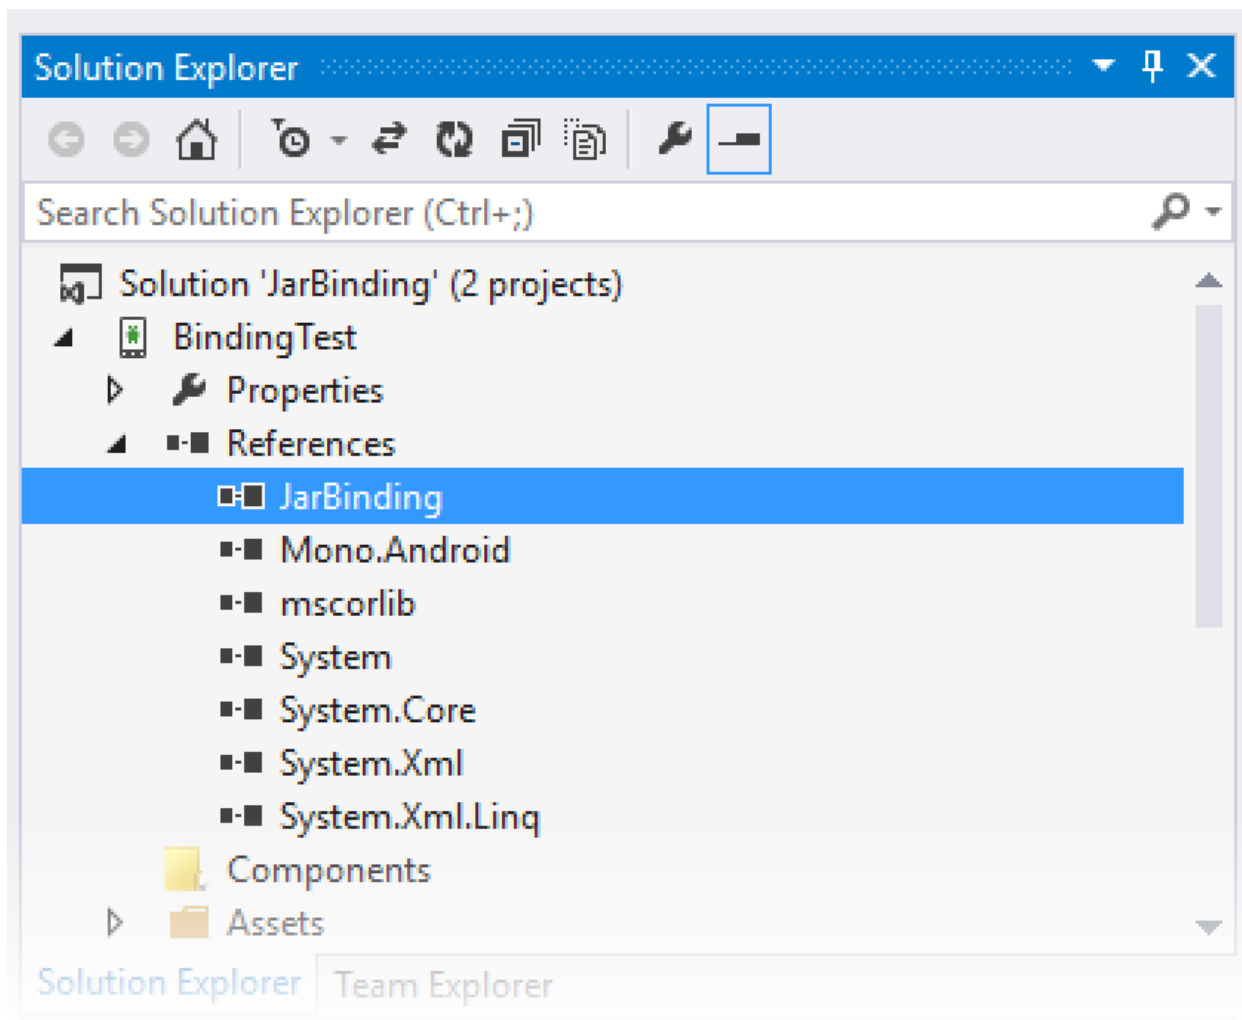 Solution Explorer
Search Solution Explorer (Ctrl+;)
Solution 'JarBinding' (2 projects)
BindingTest
Properties
References
JarBinding
Mono.Android
mscorlib
System
System.Core
System.Xml
System.Xml.Linq
Components
Assets
Solution Explorer Team Explorer